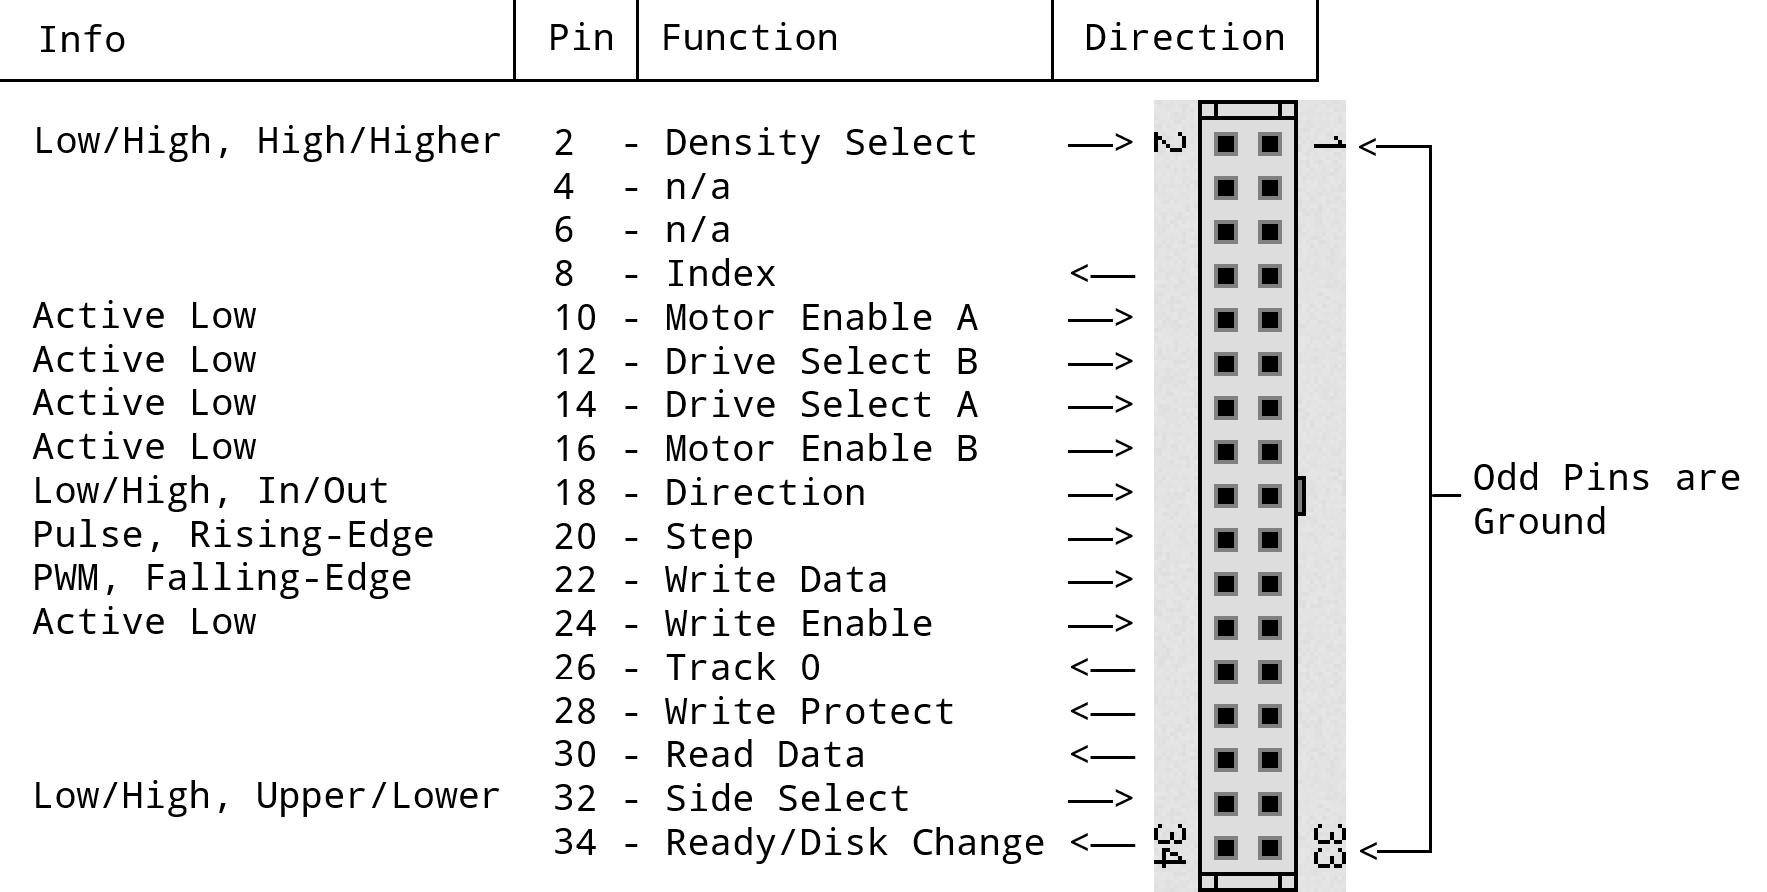 Info Pin Function Direction
Low/High, High/Higher 2 - Density Select —> 2 1 <
4 - n/a
6 - n/a
8 - Index <—
Active Low 10 - Motor Enable A —>
Active Low 12 - Drive Select B —>
Active Low 14 - Drive Select A —>
Active Low 16 - Motor Enable B —>
Low/High, In/Out 18 - Direction —>
Pulse, Rising-Edge 20 - Step —>
PWM, Falling-Edge 22 - Write Data —>
Active Low 24 - Write Enable —>
26 - Track 0 <—
28 - Write Protect <—
30 - Read Data <—
Low/High, Upper/Lower 32 - Side Select —>
34 - Ready/Disk Change <— 34 33 <
Odd Pins are
Ground